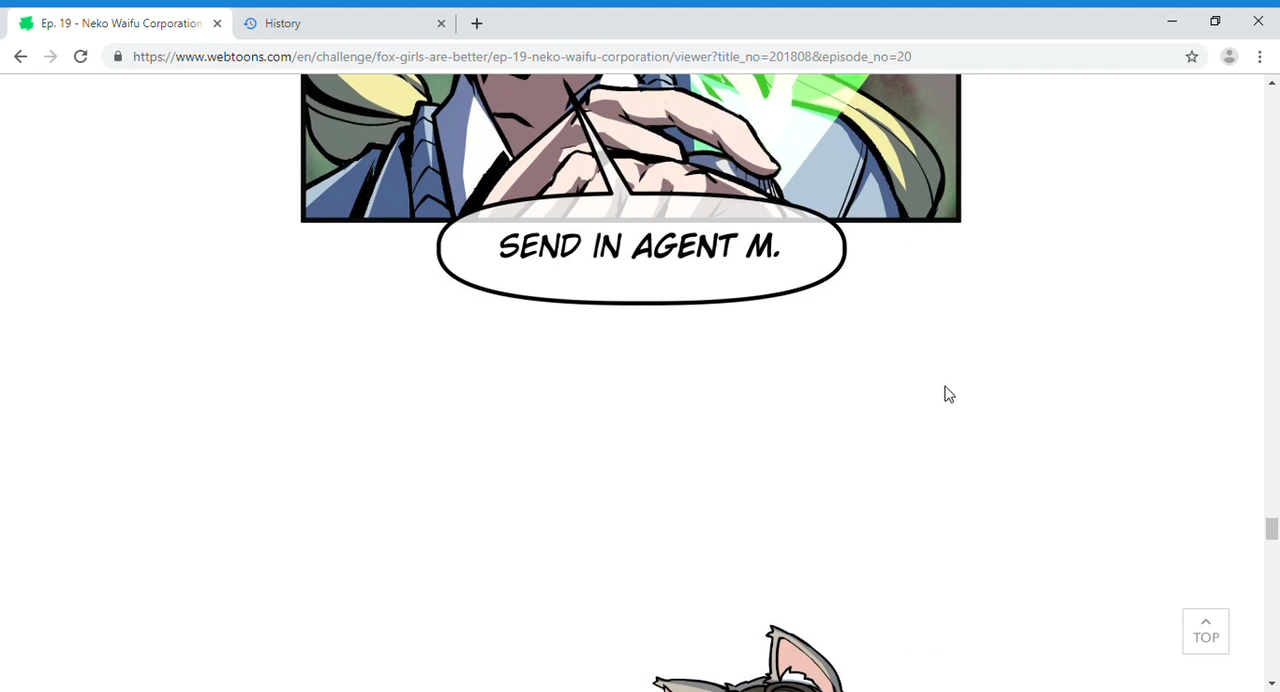 Ep. 19 - Neko Waifu Corporation
History
https://www.webtoons.com/en/challenge/fox-girls-are-better/ep-19-neko-waifu-corporation/viewer?title_no=201808&episode_no=20
SEND IN AGENT M.
TOP